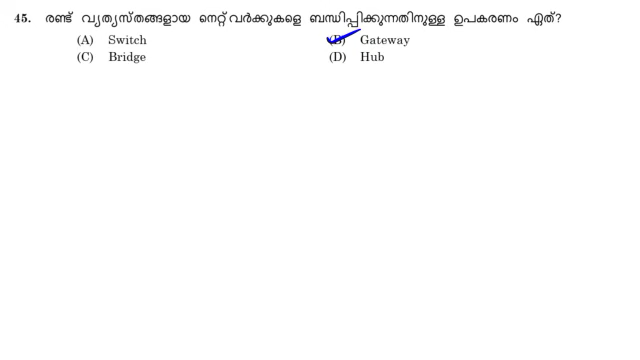 45. രണ്ട് വ്യത്യസ്തങ്ങളായ നെറ്റ്‌വർക്കുകളെ ബന്ധിപ്പിക്കുന്നതിനുള്ള ഉപകരണം ഏത്?
(A) Switch (B) Gateway
(C) Bridge (D) Hub